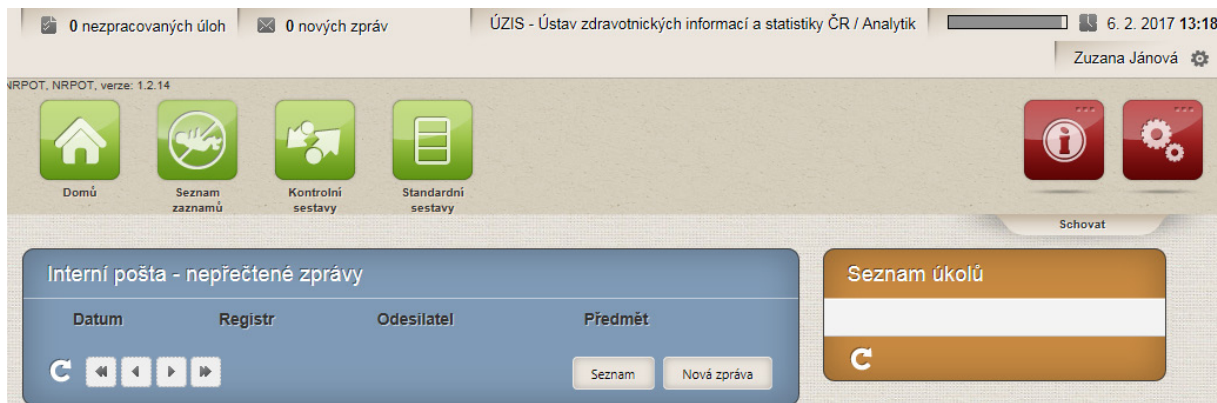 0 nezpracovaných úloh 0 nových zpráv ÚZIS - Ústav zdravotnických informací a statistiky ČR / Analytik 6. 2. 2017 13:18
Zuzana Jánová
NRPOT, NRPOT, verze: 1.2.14
Domů Seznam zaznamů Kontrolní sestavy Standardní sestavy
Schovat
Interní pošta - nepřečtené zprávy
Seznam úkolů
Datum Registr Odesilatel Předmět
Seznam Nová zpráva